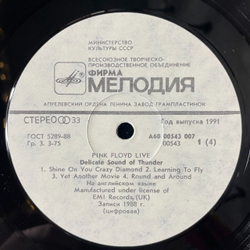 МИНИСТЕРСТВО
КУЛЬТУРЫ СССР
ВСЕСОЮЗНОЕ ТВОРЧЕСКО-
ПРОИЗВОДСТВЕННОЕ ОБЪЕДИНЕНИЕ
ФИРМА
МЕЛОДИЯ
АПРЕЛЕВСКИЙ ОРДЕНА ЛЕНИНА ЗАВОД ГРАМПЛАСТИНОК
СТЕРЕО 33
Год выпуска 1991
ГОСТ 5289-88
Гр. 3. 3-75
А60 00543 007
00543 1 (4)
PINK FLOYD LIVE
Delicate Sound of Thunder
1. Shine On You Crazy Diamond 2. Learning To Fly
3. Yet Another Movie 4. Round and Around
На английском языке
Manufactured under license of
EMI Records, (UK)
Запись 1988 г.
(цифровая)